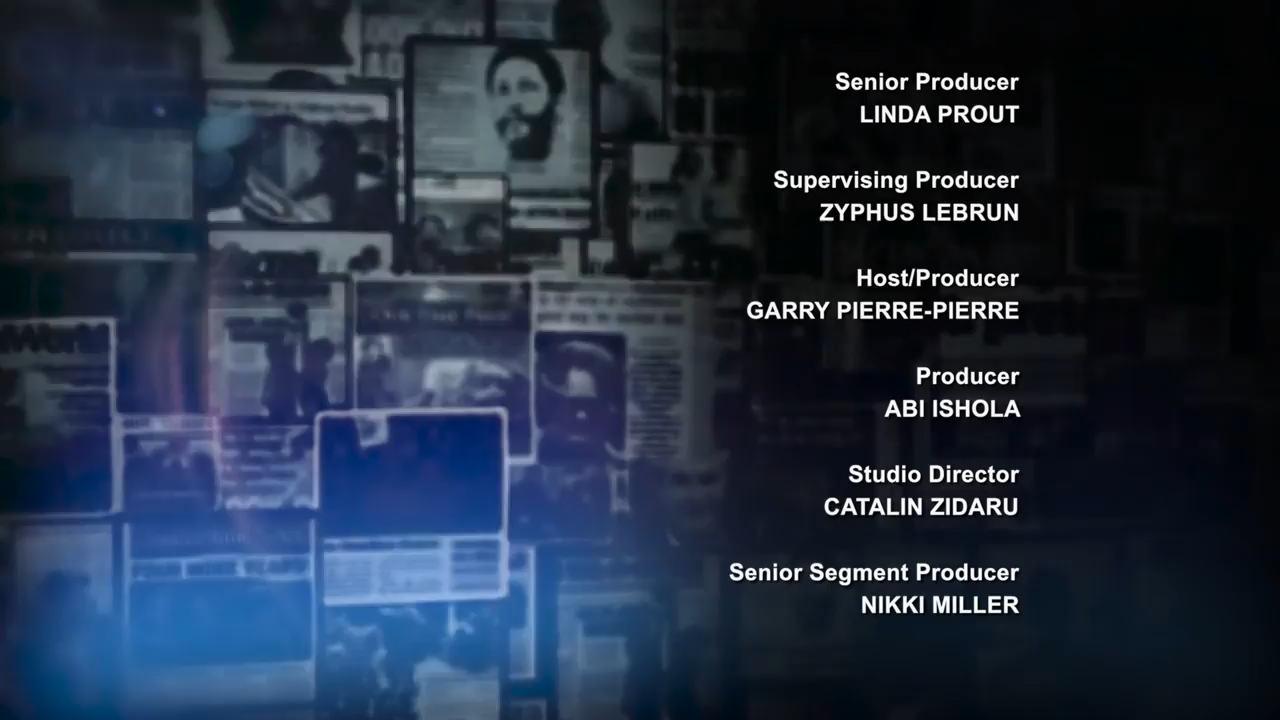 Senior Producer
LINDA PROUT
Supervising Producer
ZYPHUS LEBRUN
Host/Producer
GARRY PIERRE-PIERRE
Producer
ABI ISHOLA
Studio Director
CATALIN ZIDARU
Senior Segment Producer
NIKKI MILLER